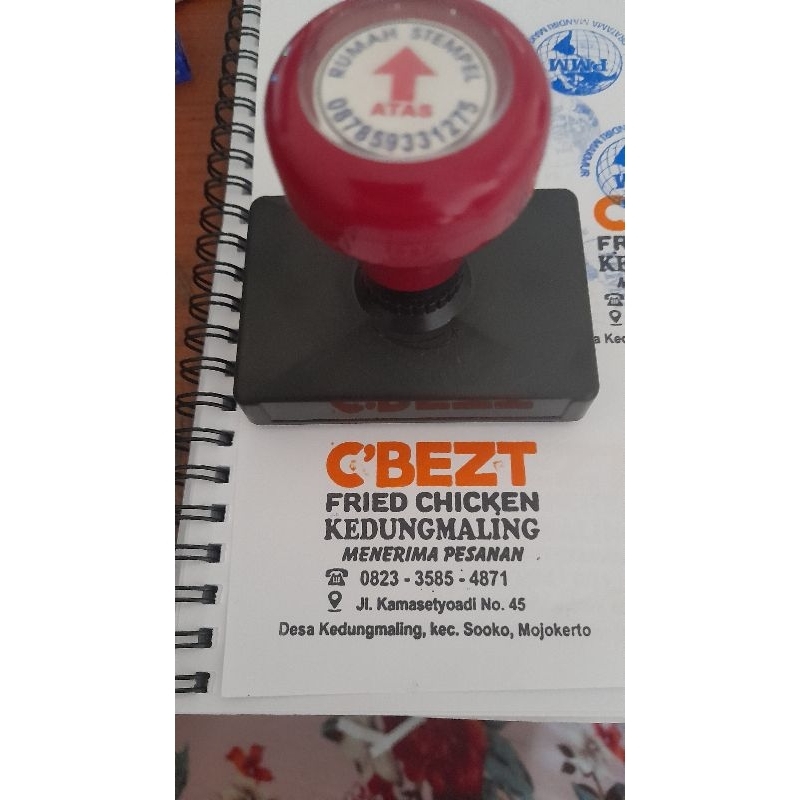 RUMAH STEMPEL
ATAS
087859331275
PMM
C'BEZT
FRIED CHICKEN
KEDUNGMALING
MENERIMA PESANAN
0823 - 3585 - 4871
Jl. Kamasetyoadi No. 45
Desa Kedungmaling, kec. Sooko, Mojokerto